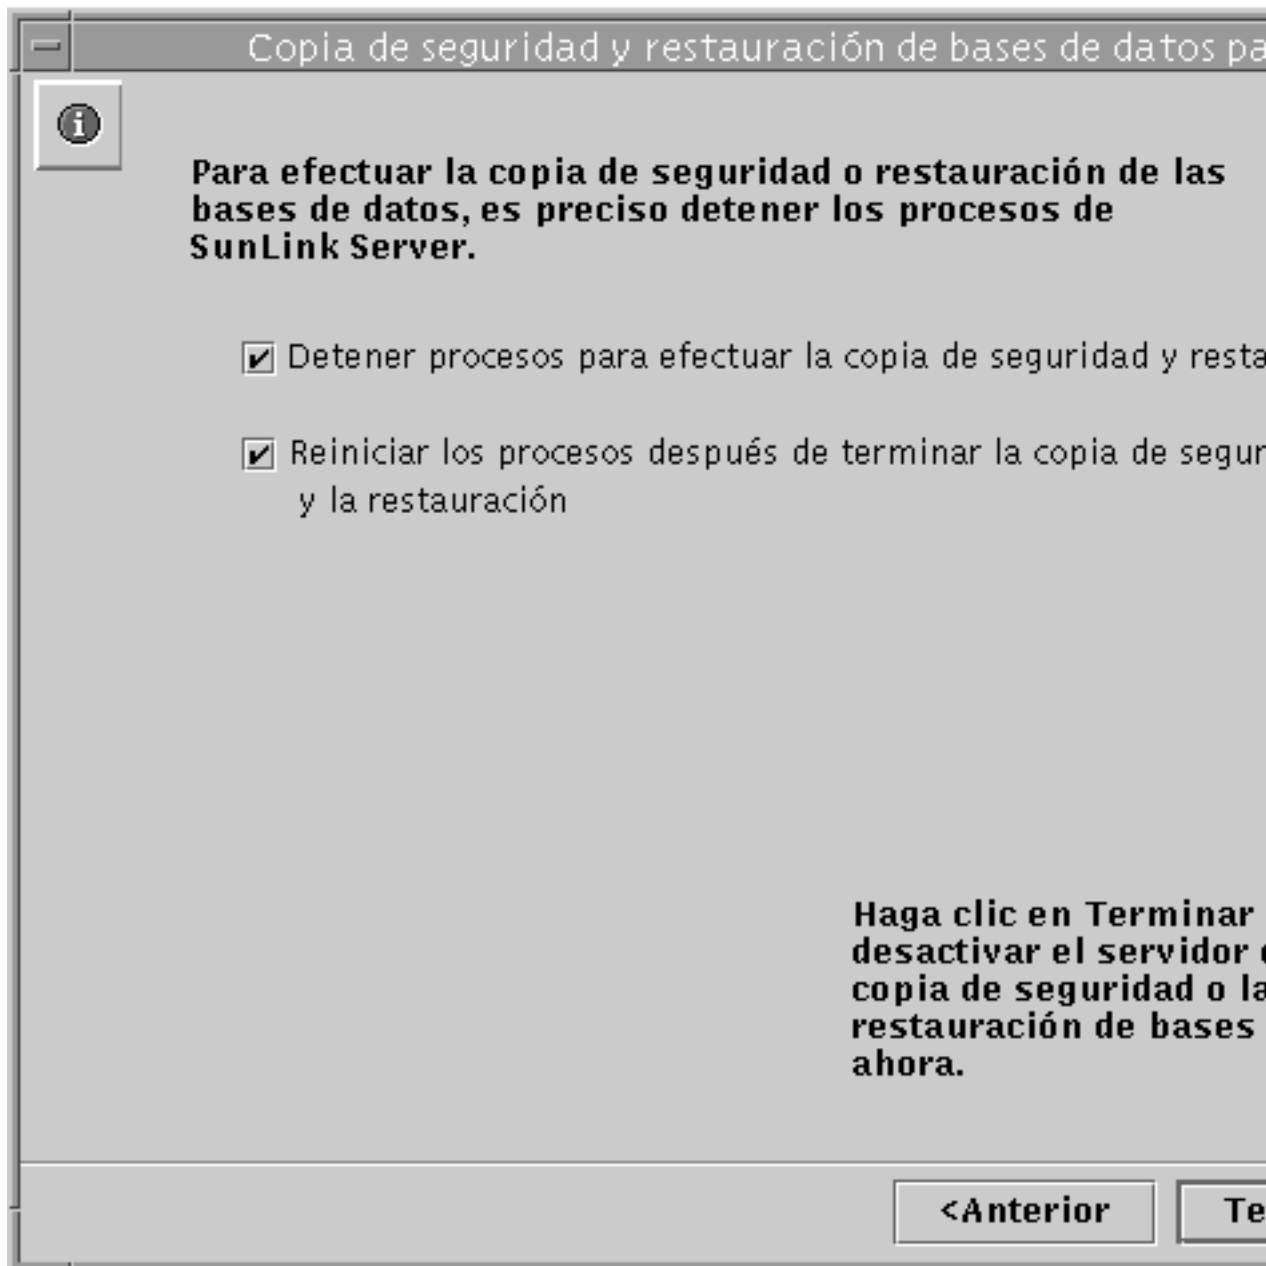 Copia de seguridad y restauración de bases de datos pa
Para efectuar la copia de seguridad o restauración de las
bases de datos, es preciso detener los procesos de
SunLink Server.
Detener procesos para efectuar la copia de seguridad y resta
Reiniciar los procesos después de terminar la copia de segur
y la restauración
Haga clic en Terminar
desactivar el servidor
copia de seguridad o la
restauración de bases
ahora.
<Anterior
Te